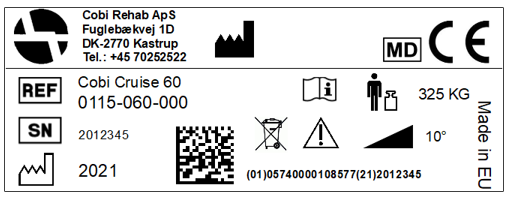 Cobi Rehab ApS
Fuglebækvej 1D
DK-2770 Kastrup
Tel.: +45 70252522
MD CE
REF Cobi Cruise 60
0115-060-000
325 KG
SN 2012345
10°
2021
(01)05740000108577(21)2012345
Made in EU